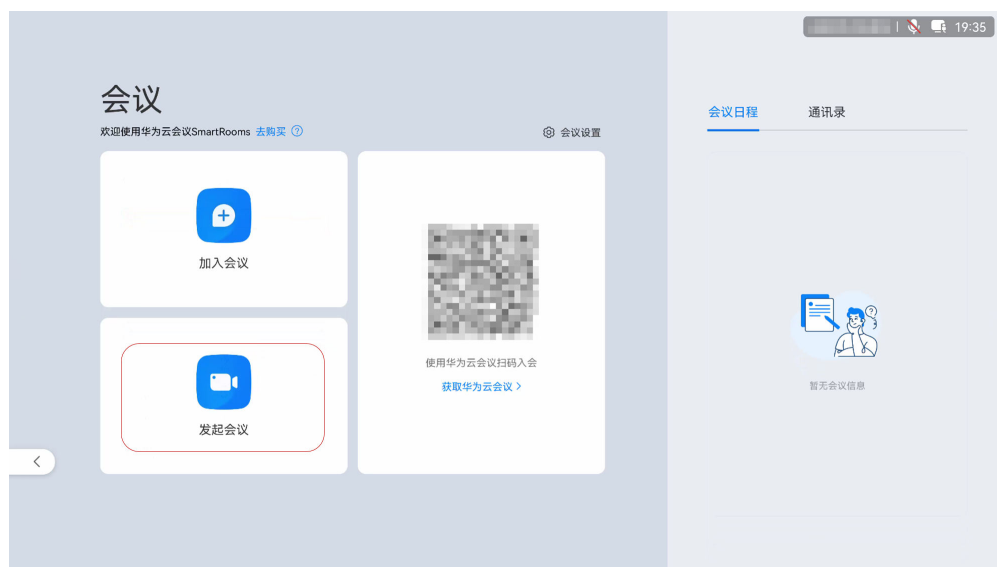 19:35
会议
欢迎使用华为云会议SmartRooms 去购买
会议设置
加入会议
发起会议
使用华为云会议扫码入会
获取华为云会议
会议日程
通讯录
暂无会议信息